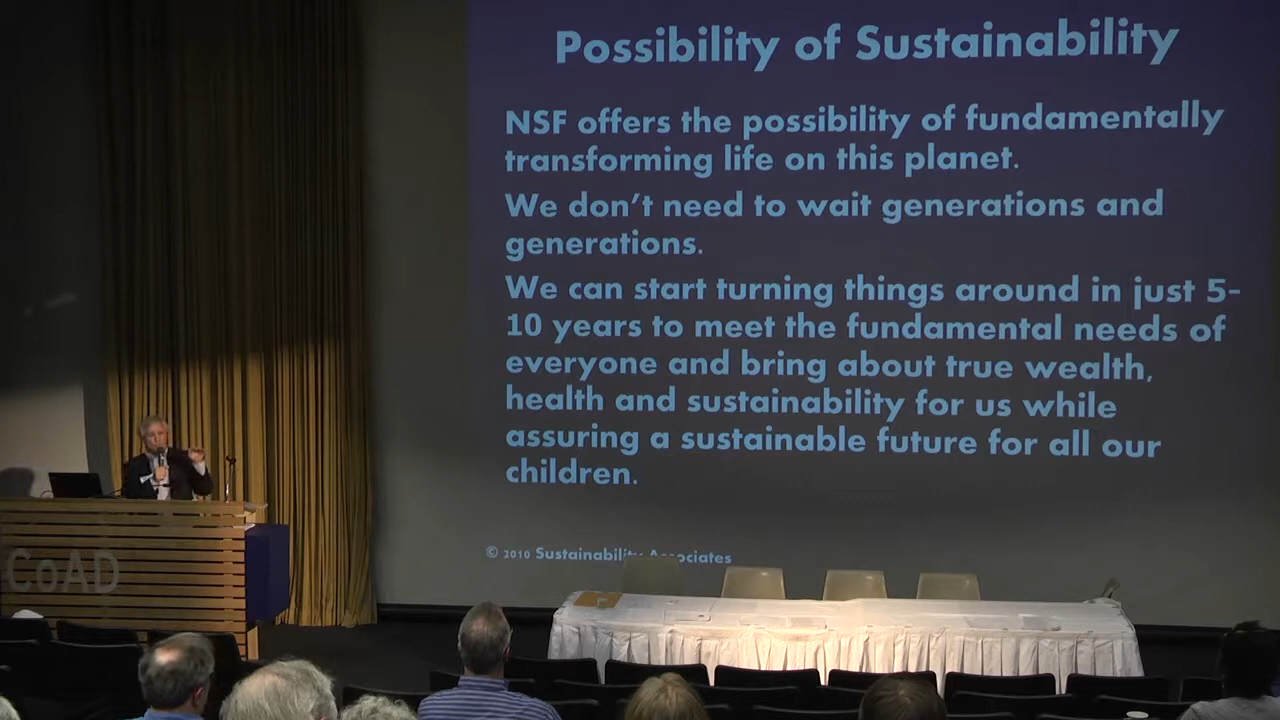 Possibility of Sustainability
NSF offers the possibility of fundamentally
transforming life on this planet.
We don't need to wait generations and
generations.
We can start turning things around in just 5-
10 years to meet the fundamental needs of
everyone and bring about true wealth,
health and sustainability for us while
assuring a sustainable future for all our
children.
© 2010 Sustainability Associates
CoAD